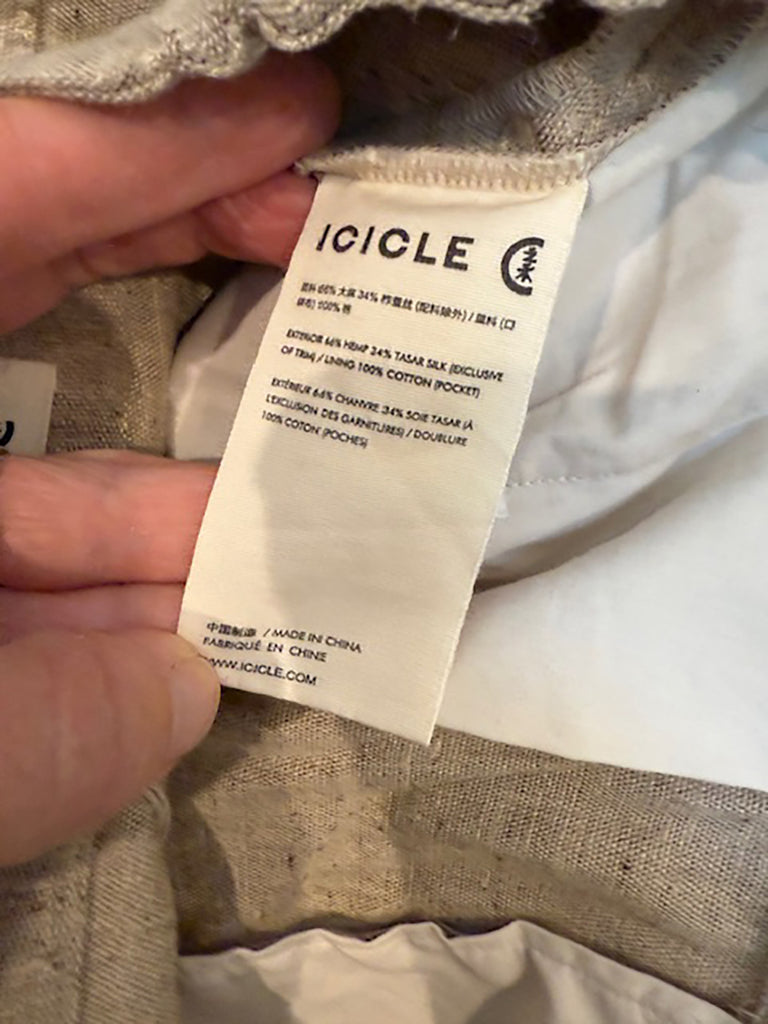 ICICLE
面料 66% 大麻 34% 柞蚕丝 (配料除外) / 里料 (口
袋布) 100% 棉
EXTERIOR 66% HEMP 34% TASAR SILK (EXCLUSIVE
OF TRIM) / LINING 100% COTTON (POCKET)
EXTÉRIEUR 66% CHANVRE 34% SOIE TASAR (À
L'EXCLUSION DES GARNITURES) / DOUBLURE
100% COTON (POCHES)
中国制造 / MADE IN CHINA
FABRIQUÉ EN CHINE
WWW.ICICLE.COM